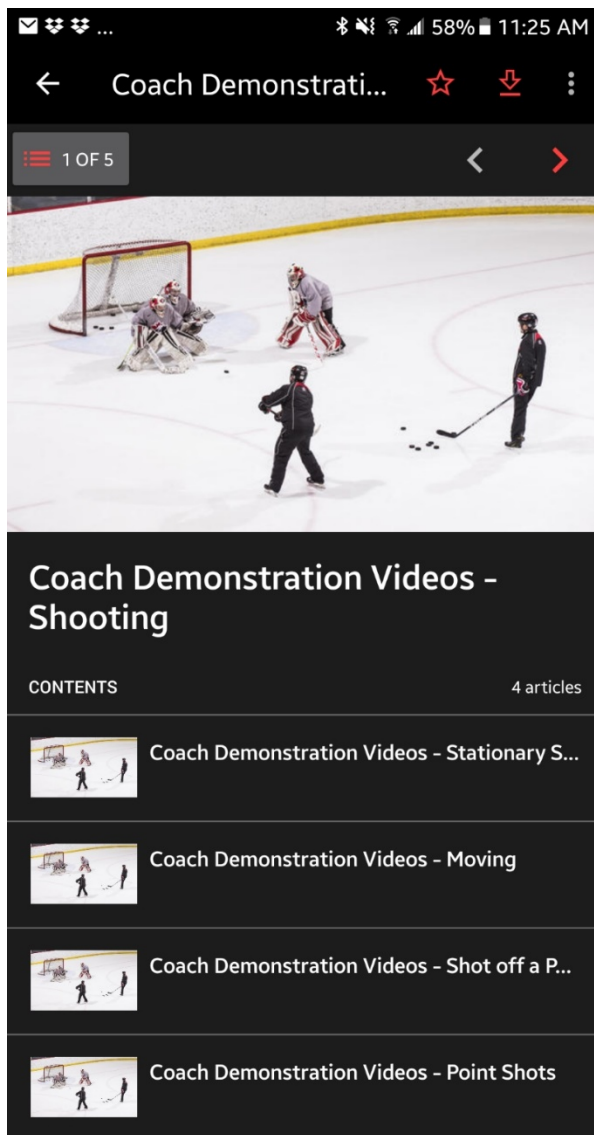 ... 58% 11:25 AM
Coach Demonstrati...
1 OF 5
Coach Demonstration Videos -
Shooting
CONTENTS 4 articles
Coach Demonstration Videos - Stationary S...
Coach Demonstration Videos - Moving
Coach Demonstration Videos - Shot off a P...
Coach Demonstration Videos - Point Shots